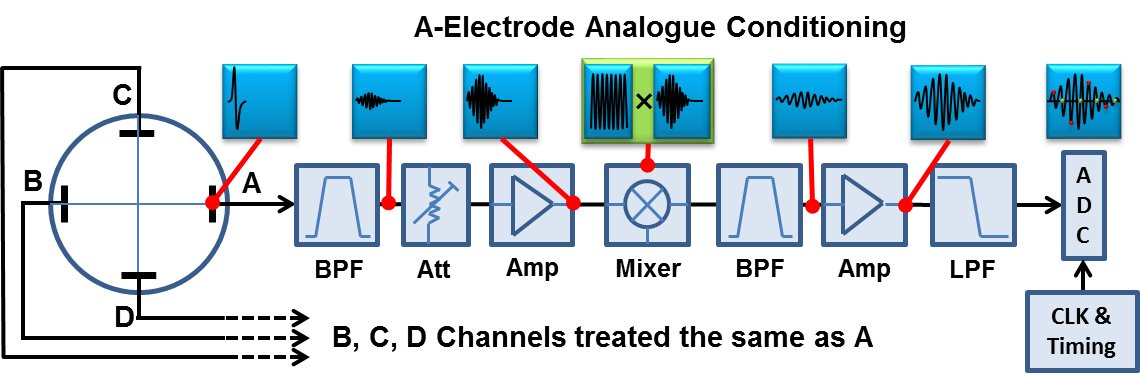 A-Electrode Analogue Conditioning
C
B
A
D
×
BPF
Att
Amp
Mixer
BPF
Amp
LPF
A
D
C
CLK &
Timing
B, C, D Channels treated the same as A